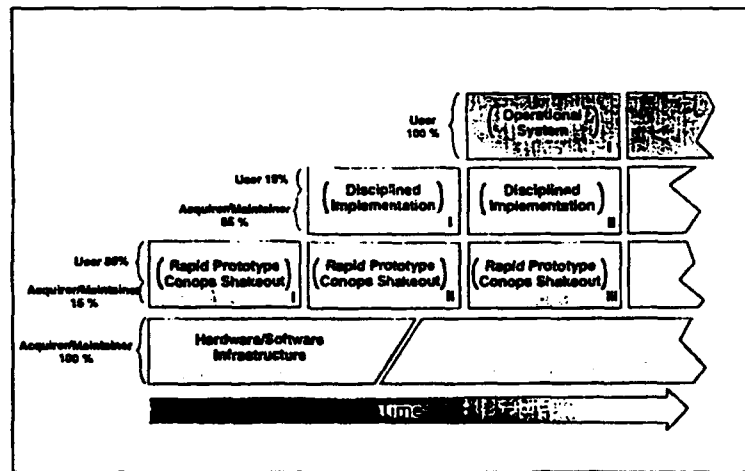 User
100 %
Operational
System
I
User 15%
Acquirer/Maintainer
85 %
Disciplined
Implementation
I
Disciplined
Implementation
II
User 85%
Acquirer/Maintainer
15 %
Rapid Prototype
Conops Shakeout
I
Rapid Prototype
Conops Shakeout
II
Rapid Prototype
Conops Shakeout
III
Acquirer/Maintainer
100 %
Hardware/Software
Infrastructure
Time